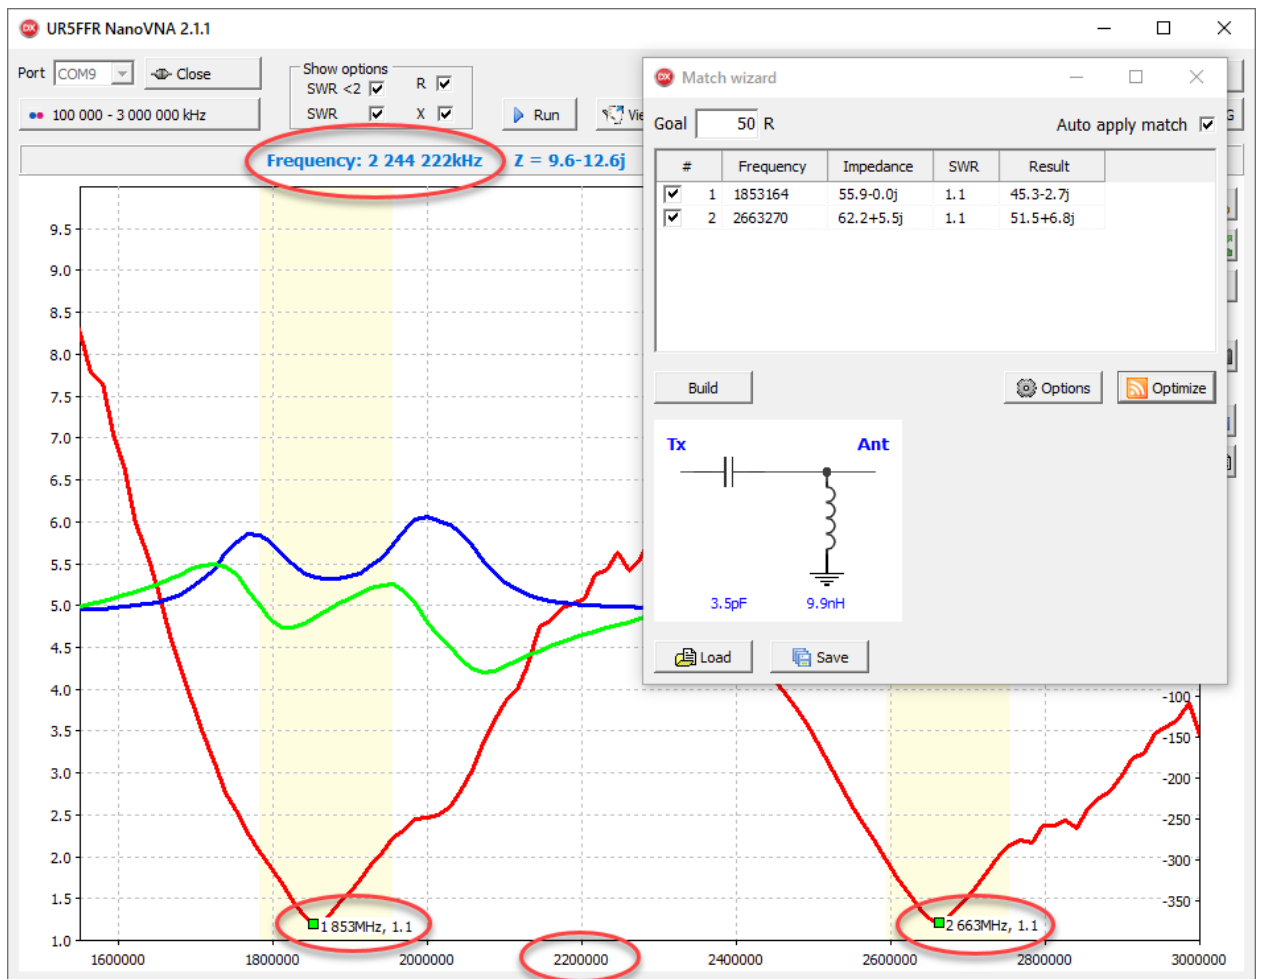 UR5FFR NanoVNA 2.1.1
Port COM9 Close
Show options
SWR <2 R
SWR X
100 000 - 3 000 000 kHz
Run
Frequency: 2 244 222kHz Z = 9.6-12.6j
Match wizard
Goal 50 R
Auto apply match
# Frequency Impedance SWR Result
1 1853164 55.9-0.0j 1.1 45.3-2.7j
2 2663270 62.2+5.5j 1.1 51.5+6.8j
Build Options Optimize
Tx Ant
3.5pF 9.9nH
Load Save
9.5
9.0
8.5
8.0
7.5
7.0
6.5
6.0
5.5
5.0
4.5
4.0
3.5
3.0
2.5
2.0
1.5
1.0
-100
-150
-200
-250
-300
-350
1 853MHz, 1.1
2 663MHz, 1.1
1600000 1800000 2000000 2200000 2400000 2600000 2800000 3000000